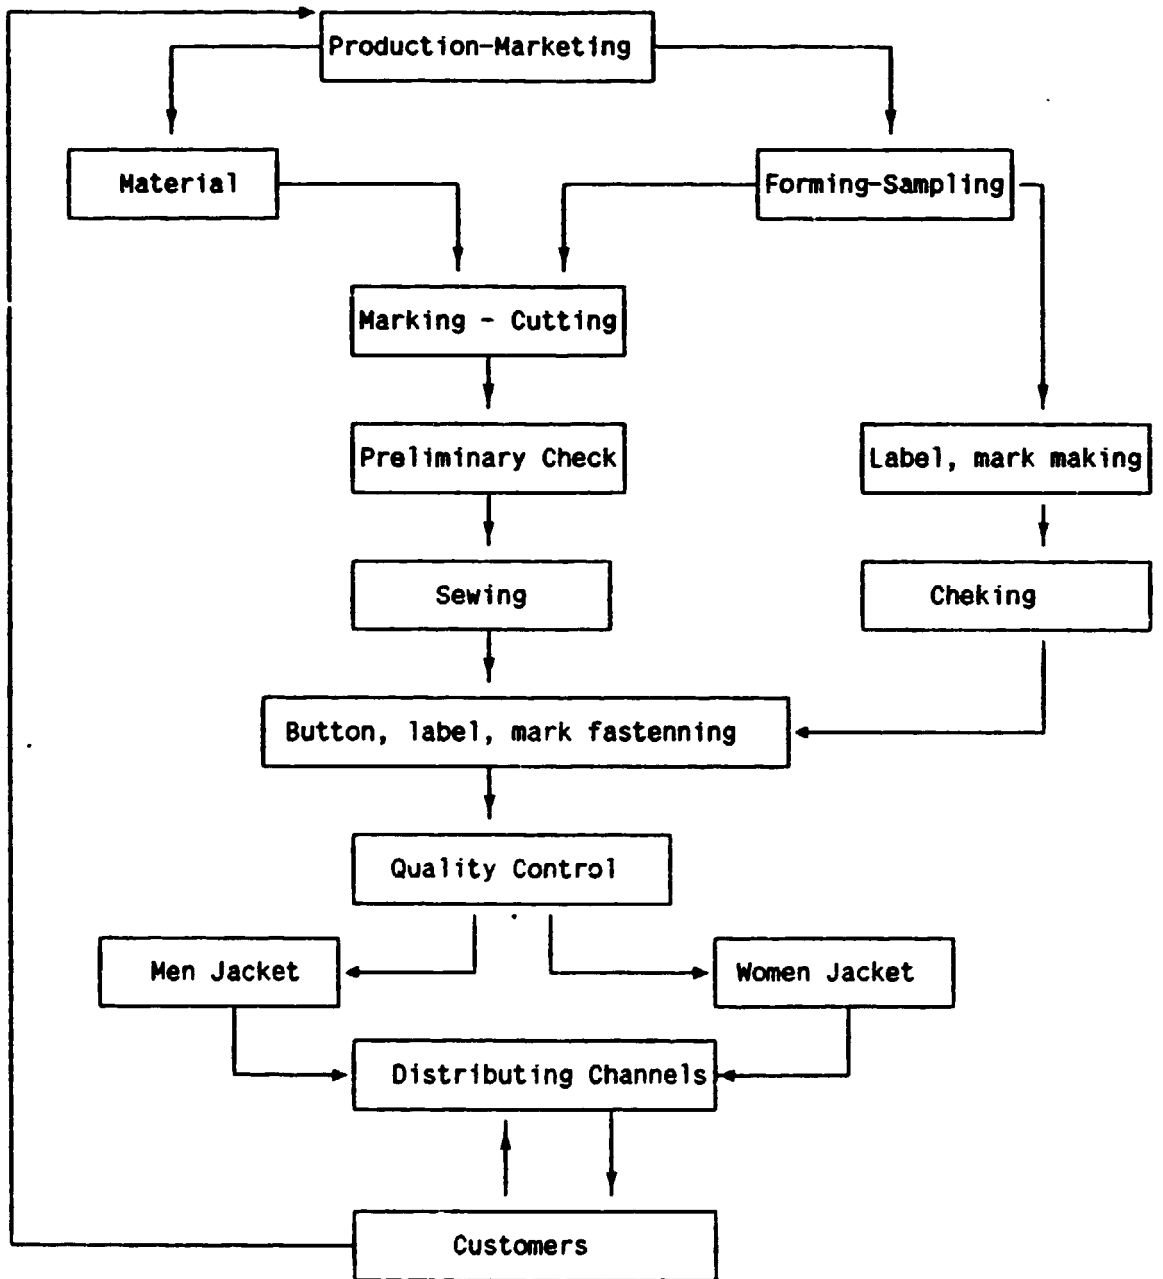 Production-Marketing
Material
Forming-Sampling
Marking - Cutting
Preliminary Check
Label, mark making
Sewing
Cheking
Button, label, mark fastenning
Quality Control
Men Jacket
Women Jacket
Distributing Channels
Customers